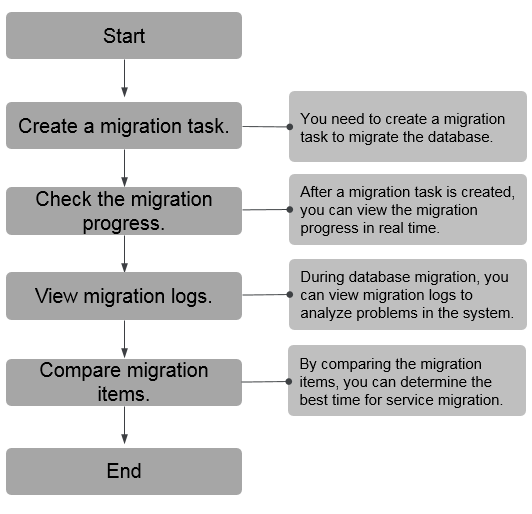 Start
Create a migration task.
You need to create a migration
task to migrate the database.
Check the migration
progress.
After a migration task is created,
you can view the migration
progress in real time.
View migration logs.
During database migration, you
can view migration logs to
analyze problems in the system.
Compare migration
items.
By comparing the migration
items, you can determine the
best time for service migration.
End